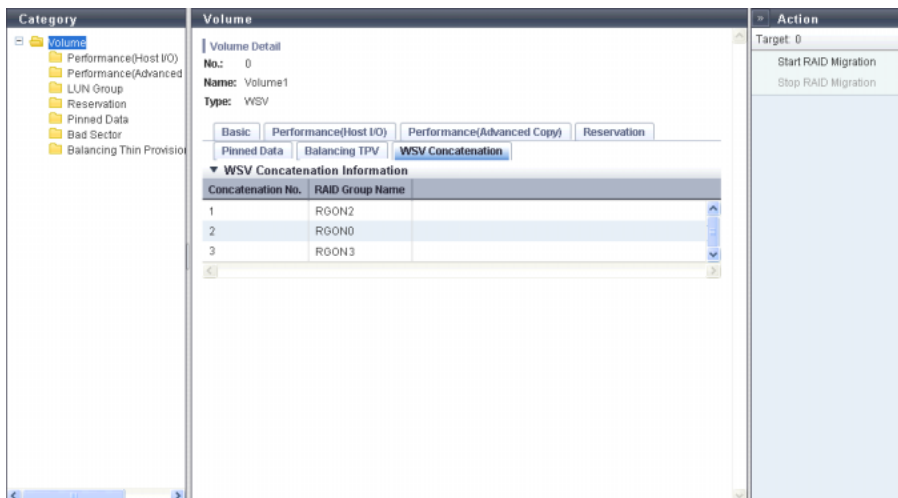 Category
Volume
Performance(Host I/O)
Performance(Advanced
LUN Group
Reservation
Pinned Data
Bad Sector
Balancing Thin Provision
Volume
Volume Detail
No.: 0
Name: Volume1
Type: WSV
Basic Performance(Host I/O) Performance(Advanced Copy) Reservation
Pinned Data Balancing TPV WSV Concatenation
▼ WSV Concatenation Information
Concatenation No. RAID Group Name
1 RGON2
2 RGON0
3 RGON3
» Action
Target: 0
Start RAID Migration
Stop RAID Migration